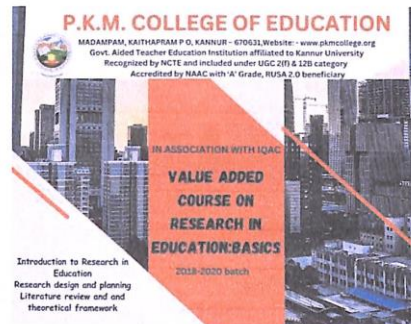 P.K.M. COLLEGE OF EDUCATION
MADAMPAM, KAITHAPRAM P O, KANNUR - 670631,Website: - www.pkmcollege.org
Govt. Aided Teacher Education Institution affiliated to Kannur University
Recognized by NCTE and included under UGC 2(f) & 12B category
Accredited by NAAC with 'A' Grade, RUSA 2.0 beneficiary
IN ASSOCIATION WITH IQAC
VALUE ADDED
COURSE ON
RESEARCH IN
EDUCATION:BASICS
2018-2020 batch
Introduction to Research in
Education
Research design and planning
Literature review and and
theoretical framework